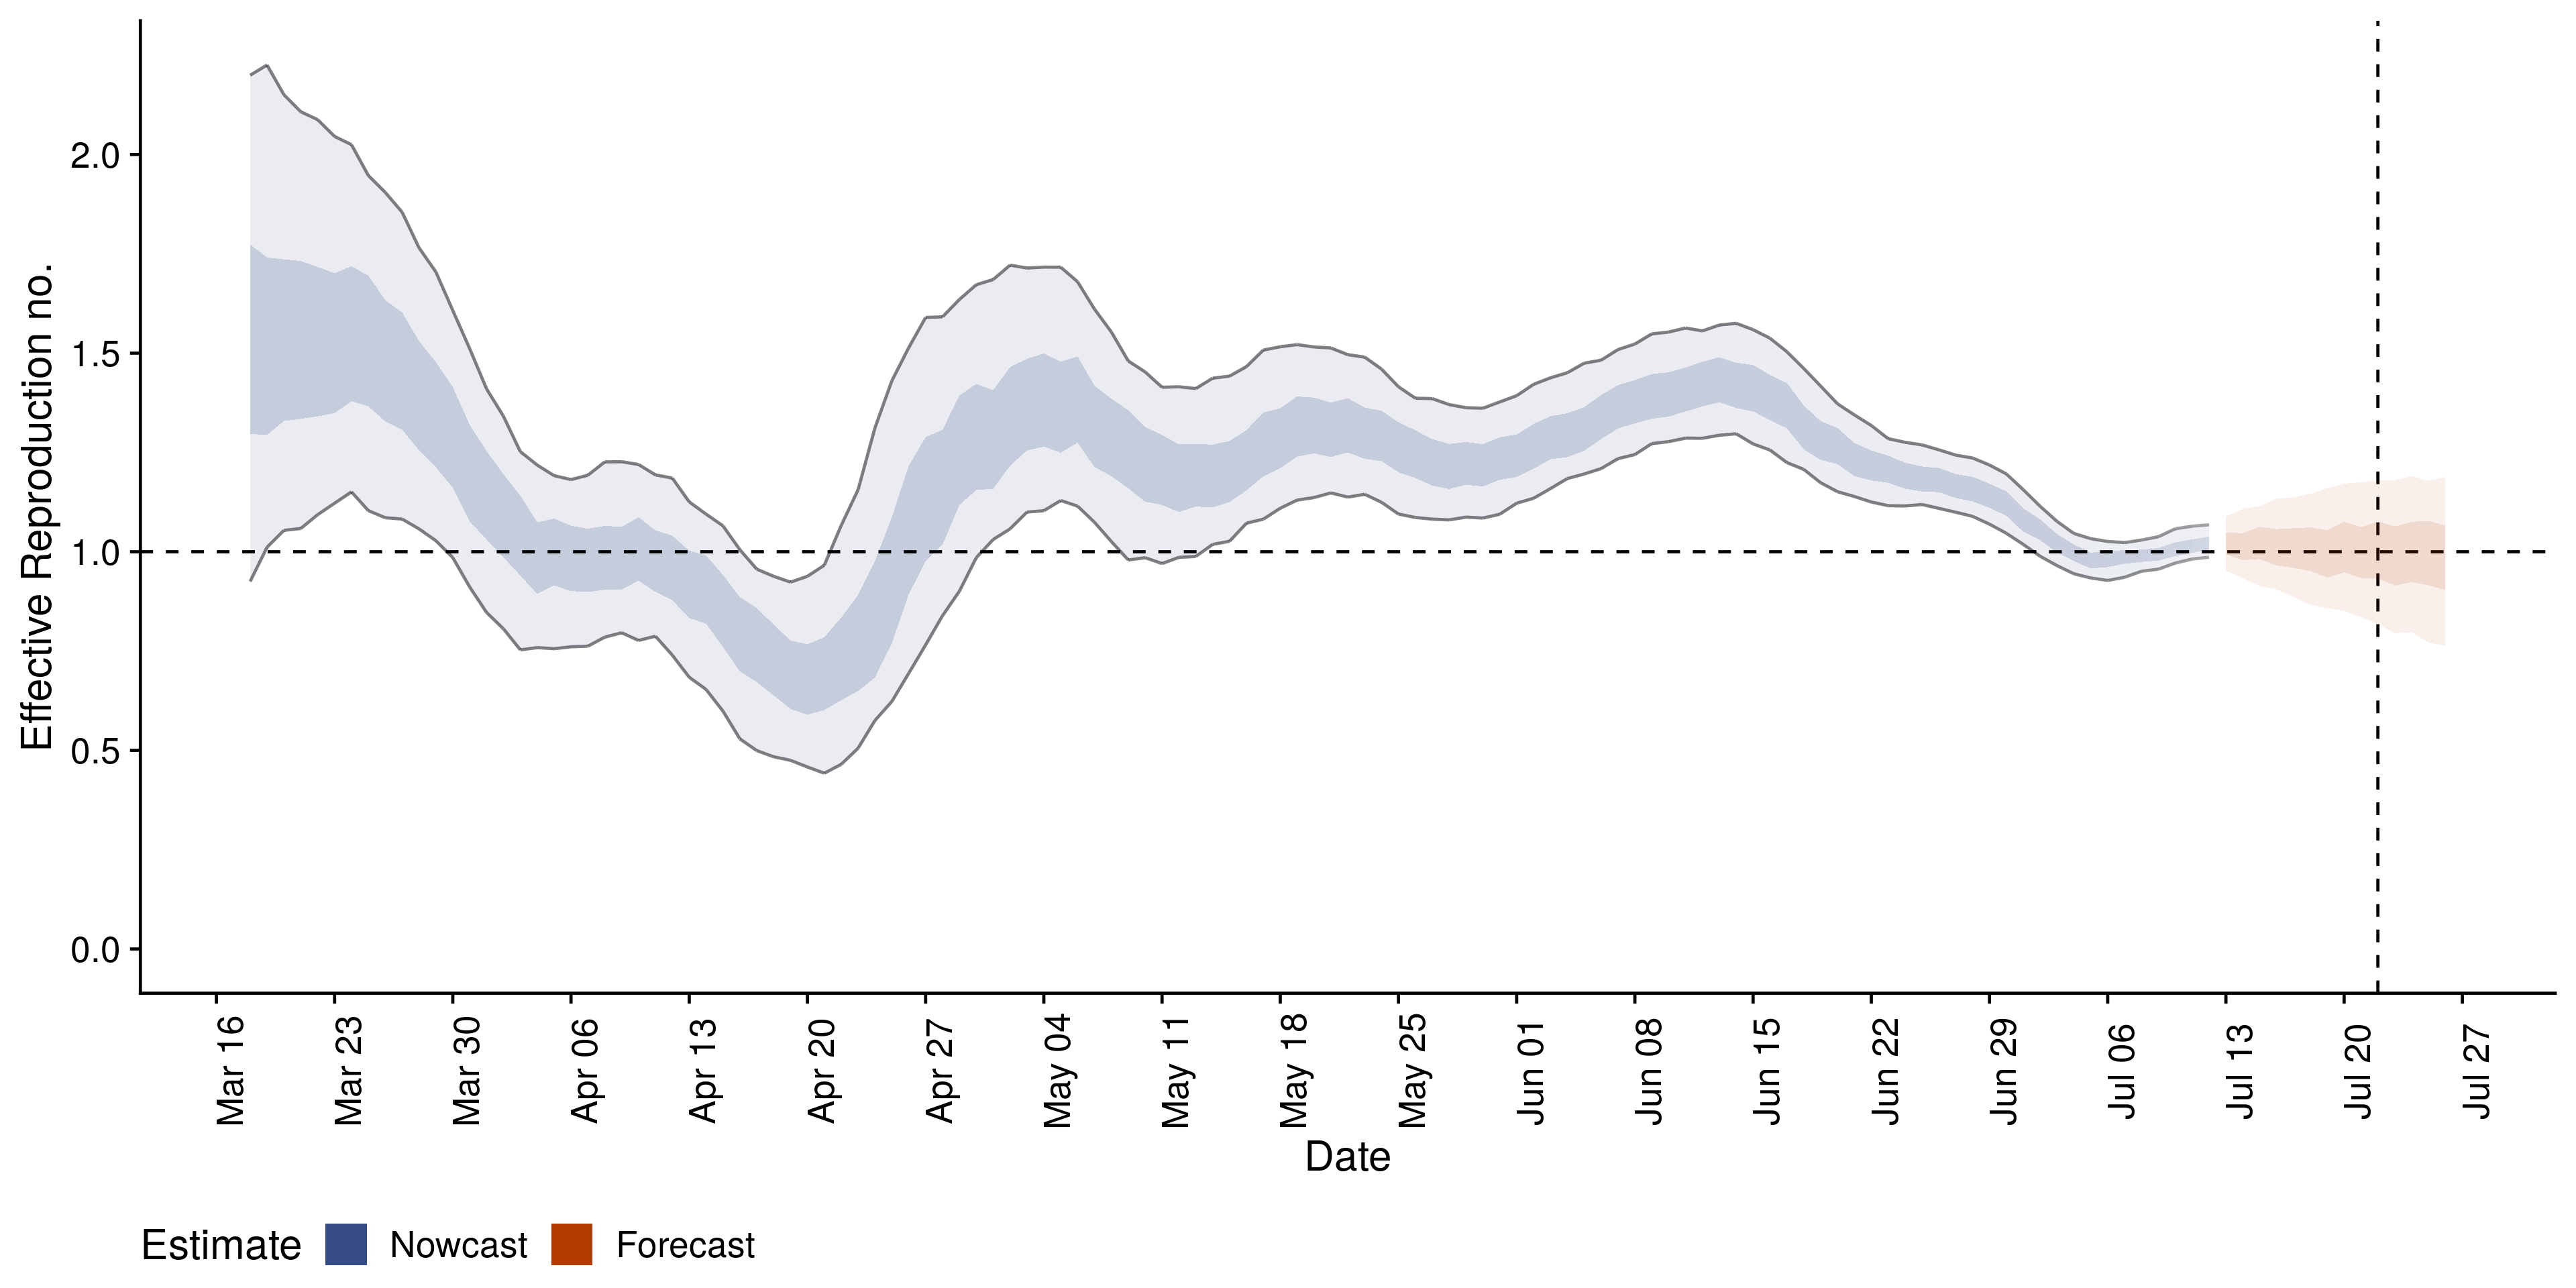 Effective Reproduction no.
2.0
1.5
1.0
0.5
0.0
Mar 16
Mar 23
Mar 30
Apr 06
Apr 13
Apr 20
Apr 27
May 04
May 11
May 18
May 25
Jun 01
Jun 08
Jun 15
Jun 22
Jun 29
Jul 06
Jul 13
Jul 20
Jul 27
Date
Estimate Nowcast Forecast